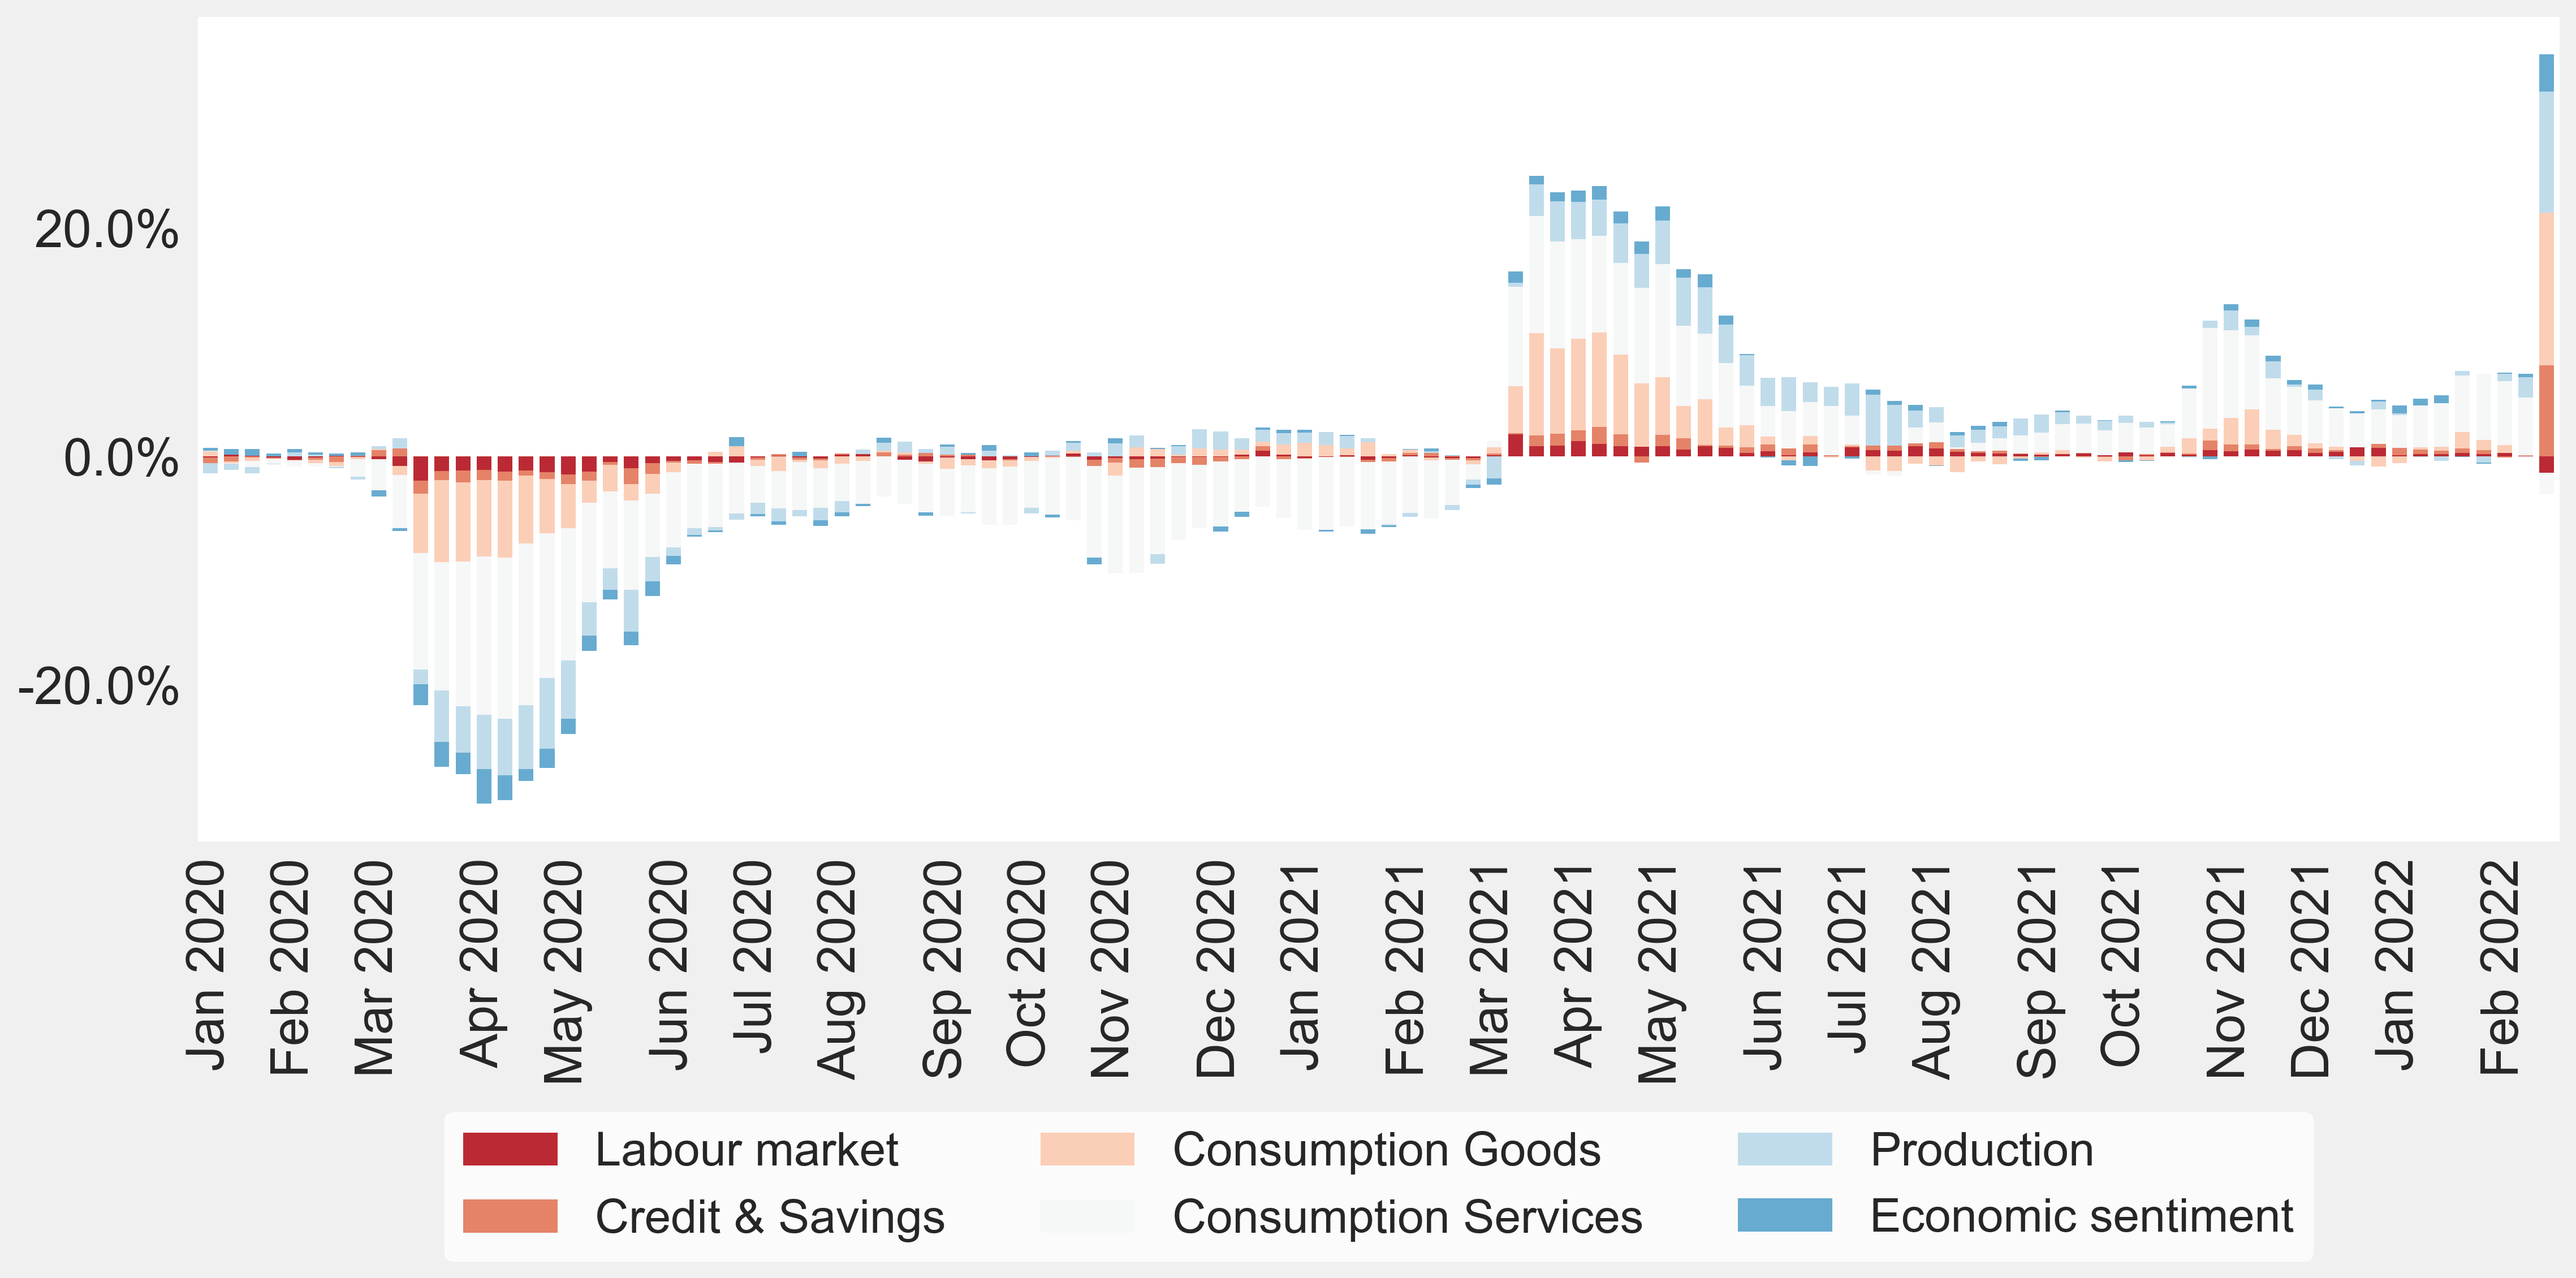 20.0%
0.0%
-20.0%
Jan 2020
Feb 2020
Mar 2020
Apr 2020
May 2020
Jun 2020
Jul 2020
Aug 2020
Sep 2020
Oct 2020
Nov 2020
Dec 2020
Jan 2021
Feb 2021
Mar 2021
Apr 2021
May 2021
Jun 2021
Jul 2021
Aug 2021
Sep 2021
Oct 2021
Nov 2021
Dec 2021
Jan 2022
Feb 2022
Labour market
Credit & Savings
Consumption Goods
Consumption Services
Production
Economic sentiment